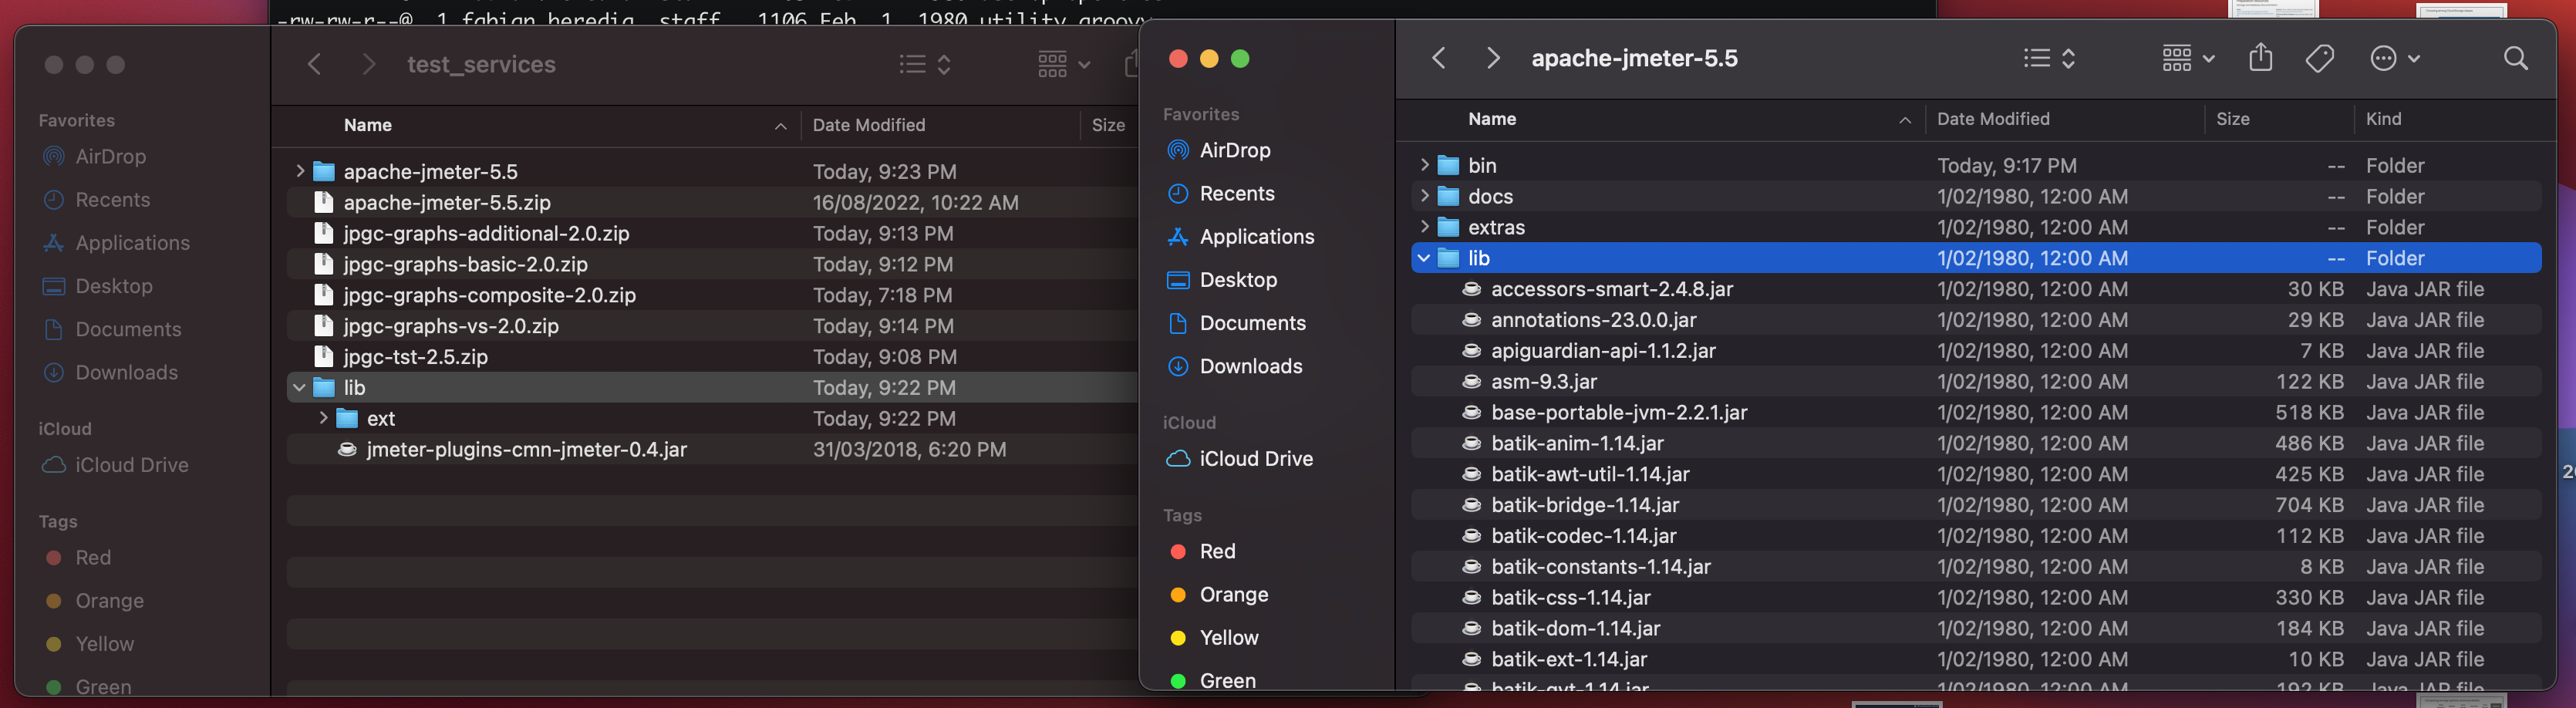 -rw-rw-r--@ 1 fabian.heredia staff 1106 Feb 1 1980 utility.groovy
test_services
Favorites
AirDrop
Recents
Applications
Desktop
Documents
Downloads
iCloud
iCloud Drive
Tags
Red
Orange
Yellow
Green
Name Date Modified Size
apache-jmeter-5.5 Today, 9:23 PM
apache-jmeter-5.5.zip 16/08/2022, 10:22 AM
jpgc-graphs-additional-2.0.zip Today, 9:13 PM
jpgc-graphs-basic-2.0.zip Today, 9:12 PM
jpgc-graphs-composite-2.0.zip Today, 7:18 PM
jpgc-graphs-vs-2.0.zip Today, 9:14 PM
jpgc-tst-2.5.zip Today, 9:08 PM
lib Today, 9:22 PM
ext Today, 9:22 PM
jmeter-plugins-cmn-jmeter-0.4.jar 31/03/2018, 6:20 PM
apache-jmeter-5.5
Favorites
AirDrop
Recents
Applications
Desktop
Documents
Downloads
iCloud
iCloud Drive
Tags
Red
Orange
Yellow
Green
Name Date Modified Size Kind
bin Today, 9:17 PM -- Folder
docs 1/02/1980, 12:00 AM -- Folder
extras 1/02/1980, 12:00 AM -- Folder
lib 1/02/1980, 12:00 AM -- Folder
accessors-smart-2.4.8.jar 1/02/1980, 12:00 AM 30 KB Java JAR file
annotations-23.0.0.jar 1/02/1980, 12:00 AM 29 KB Java JAR file
apiguardian-api-1.1.2.jar 1/02/1980, 12:00 AM 7 KB Java JAR file
asm-9.3.jar 1/02/1980, 12:00 AM 122 KB Java JAR file
base-portable-jvm-2.2.1.jar 1/02/1980, 12:00 AM 518 KB Java JAR file
batik-anim-1.14.jar 1/02/1980, 12:00 AM 486 KB Java JAR file
batik-awt-util-1.14.jar 1/02/1980, 12:00 AM 425 KB Java JAR file
batik-bridge-1.14.jar 1/02/1980, 12:00 AM 704 KB Java JAR file
batik-codec-1.14.jar 1/02/1980, 12:00 AM 112 KB Java JAR file
batik-constants-1.14.jar 1/02/1980, 12:00 AM 8 KB Java JAR file
batik-css-1.14.jar 1/02/1980, 12:00 AM 330 KB Java JAR file
batik-dom-1.14.jar 1/02/1980, 12:00 AM 184 KB Java JAR file
batik-ext-1.14.jar 1/02/1980, 12:00 AM 10 KB Java JAR file
batik-gvt-1.14.jar 1/02/1980, 12:00 AM 192 KB Java JAR file